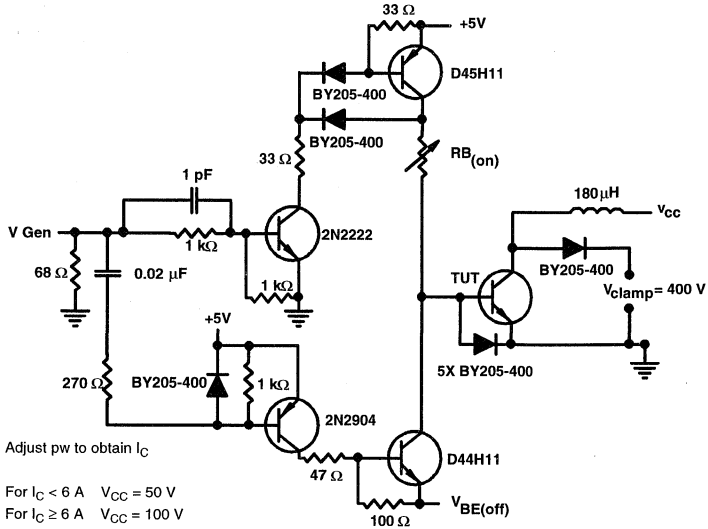 33 Ω
+5V
D45H11
BY205-400
BY205-400
33 Ω
RB(on)
1 pF
180μH
vcc
V Gen
1 kΩ
2N2222
BY205-400
68 Ω
0.02 μF
TUT
Vclamp= 400 V
1 kΩ
+5V
5X BY205-400
270 Ω
BY205-400
1 kΩ
2N2904
Adjust pw to obtain IC
D44H11
47 Ω
For IC < 6 A VCC = 50 V
VBE(off)
For IC ≥ 6 A VCC = 100 V
100 Ω